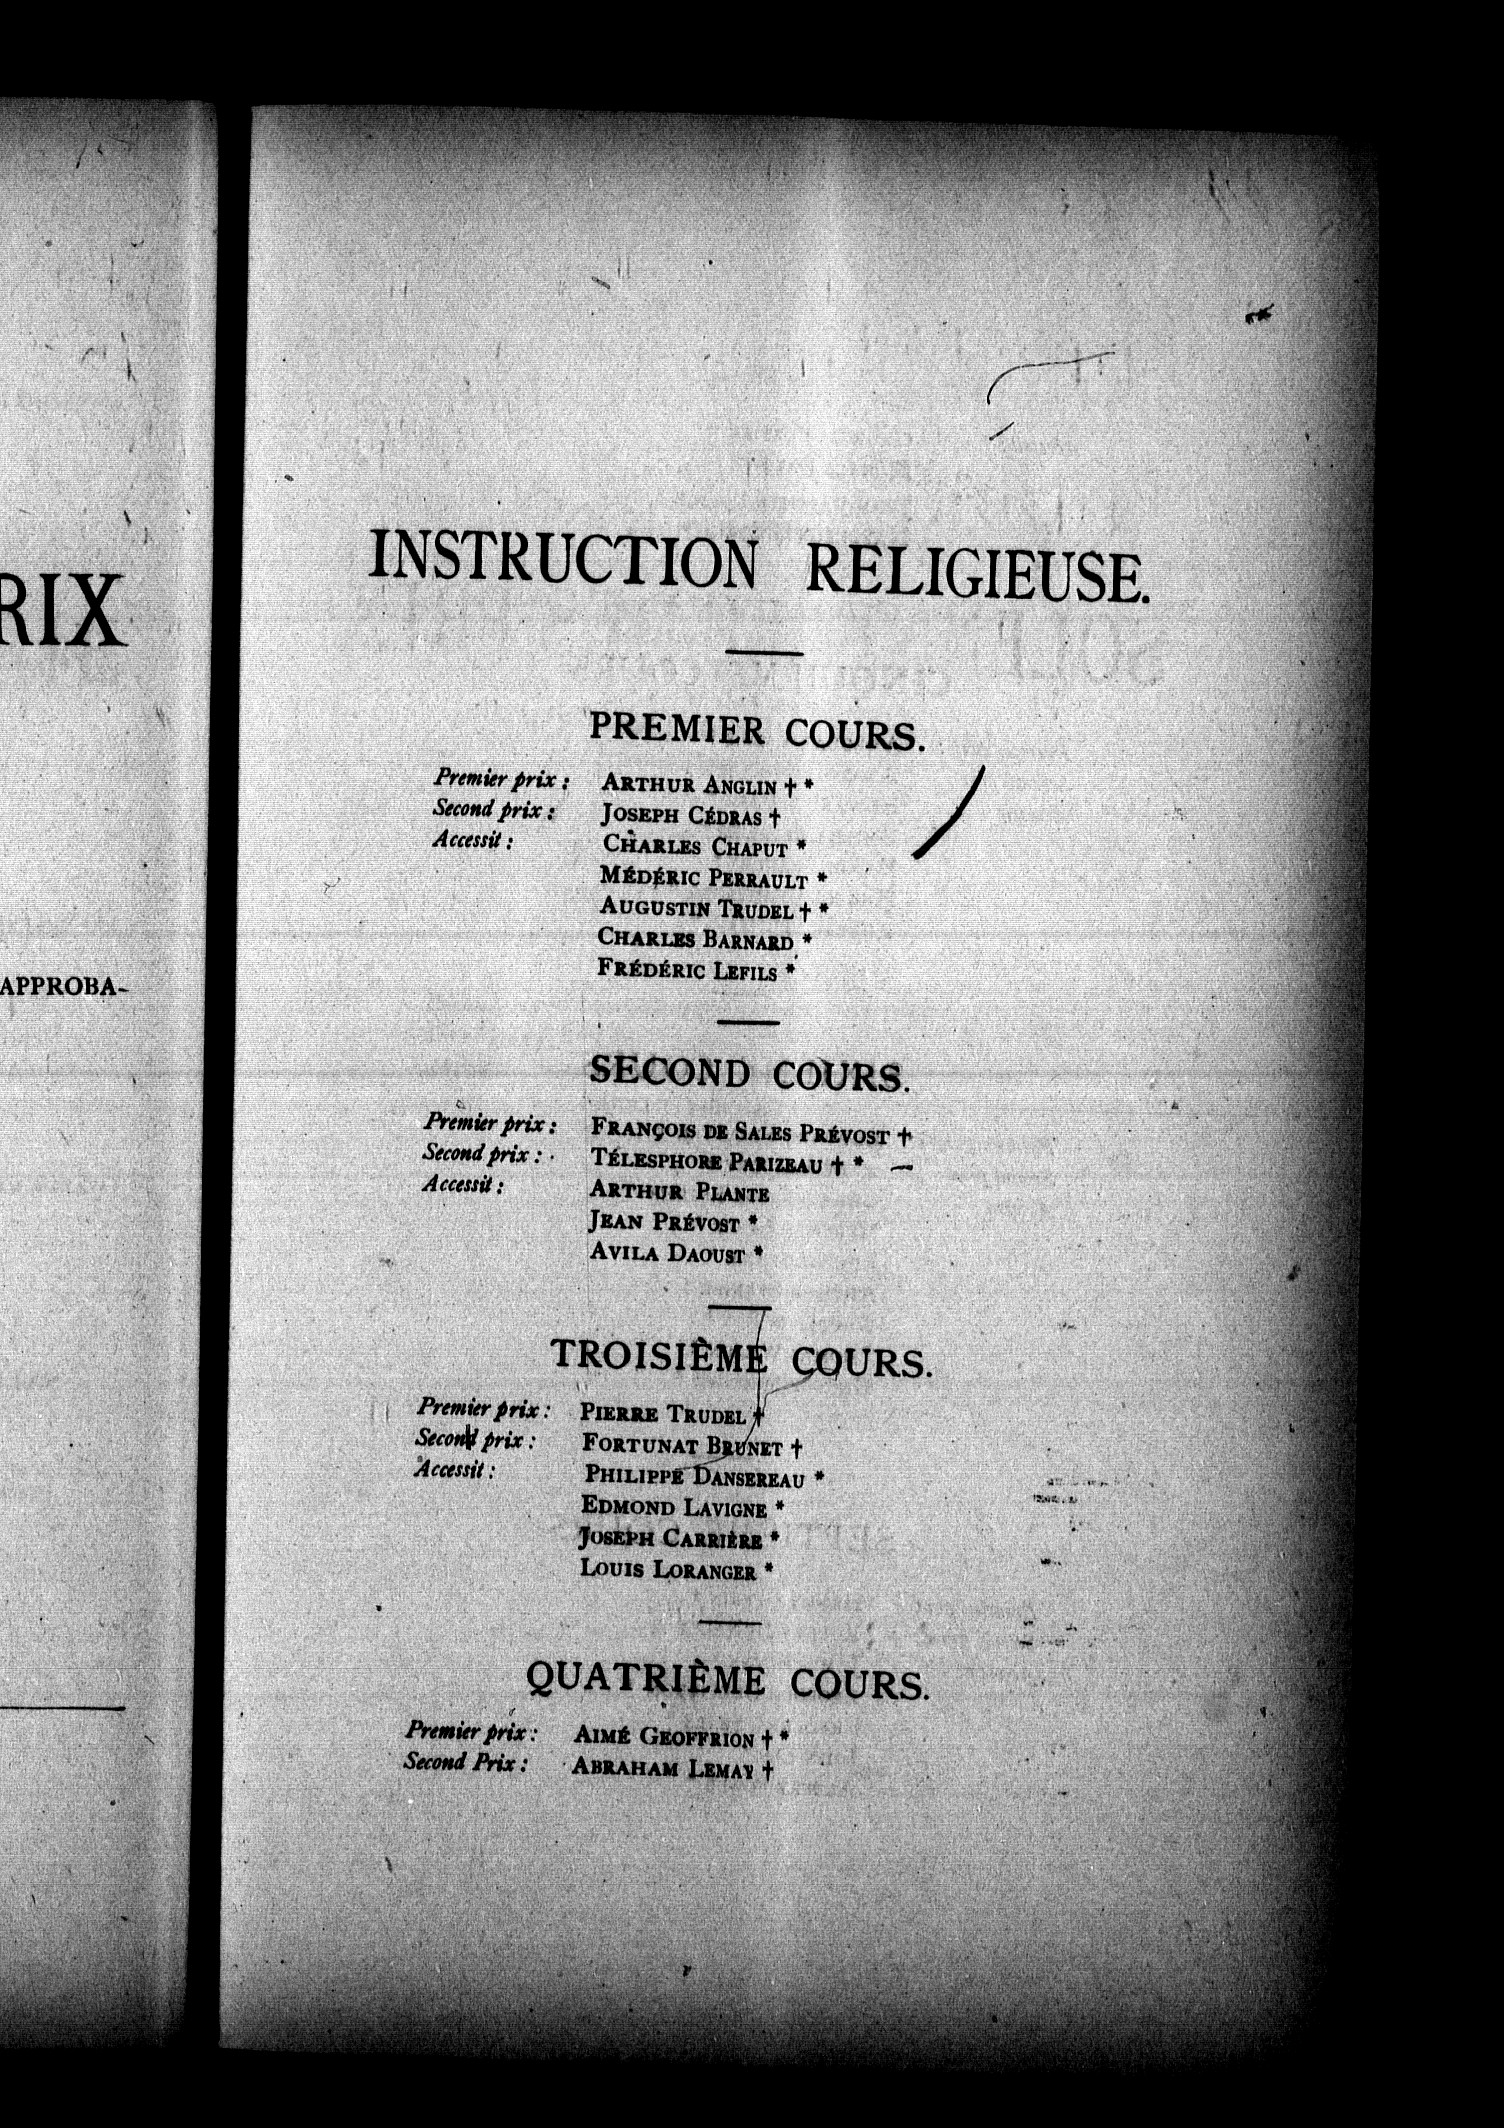 RIX
APPROBA-
INSTRUCTION RELIGIEUSE.
PREMIER COURS.
Premier prix : ARTHUR ANGLIN † *
Second prix : JOSEPH CÉDRAS †
Accessit : CHARLES CHAPUT *
MÉDÉRIC PERRAULT *
AUGUSTIN TRUDEL † *
CHARLES BARNARD *
FRÉDÉRIC LEFILS *
SECOND COURS.
Premier prix : FRANÇOIS DE SALES PRÉVOST †
Second prix : TÉLESPHORE PARIZEAU † *
Accessit : ARTHUR PLANTE
JEAN PRÉVOST *
AVILA DAOUST *
TROISIÈME COURS.
Premier prix : PIERRE TRUDEL †
Second prix : FORTUNAT BRUNET †
Accessit : PHILIPPE DANSEREAU *
EDMOND LAVIGNE *
JOSEPH CARRIÈRE *
LOUIS LORANGER *
QUATRIÈME COURS.
Premier prix : AIMÉ GEOFFRION † *
Second Prix : ABRAHAM LEMAY †